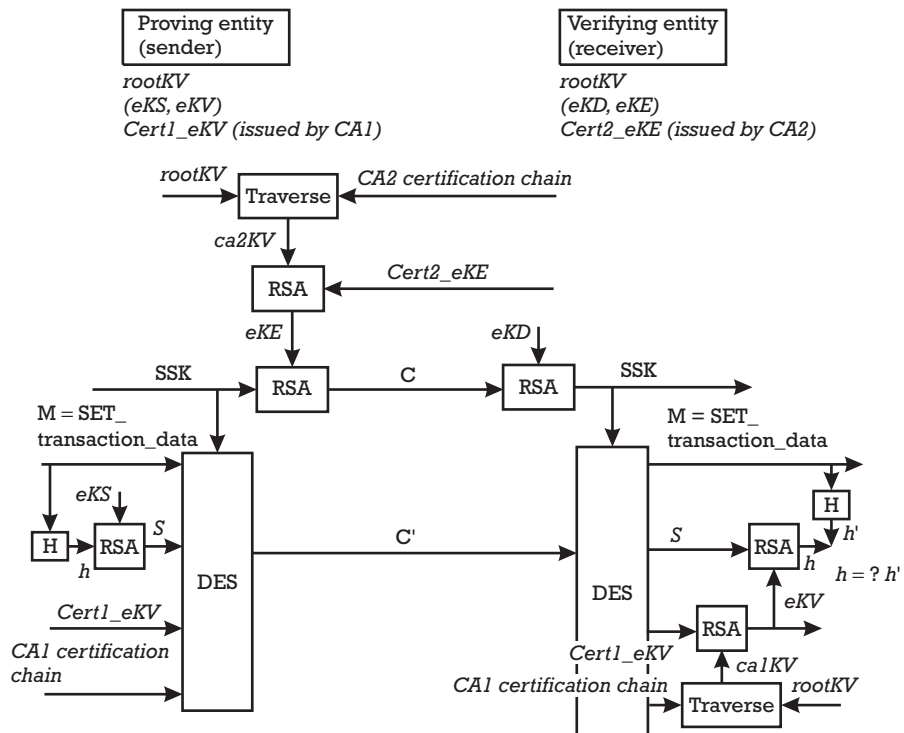 Proving entity
(sender)
Verifying entity
(receiver)
rootKV
(eKS, eKV)
Cert1_eKV (issued by CA1)
rootKV
(eKD, eKE)
Cert2_eKE (issued by CA2)
rootKV
Traverse
CA2 certification chain
ca2KV
RSA
Cert2_eKE
eKE
eKD
SSK
RSA
C
RSA
SSK
M = SET_
transaction_data
M = SET_
transaction_data
eKS
H
h
RSA
S
DES
C'
DES
S
RSA
h
H
h'
h = ? h'
eKV
Cert1_eKV
RSA
Cert1_eKV
ca1KV
CA1 certification
chain
CA1 certification chain
Traverse
rootKV